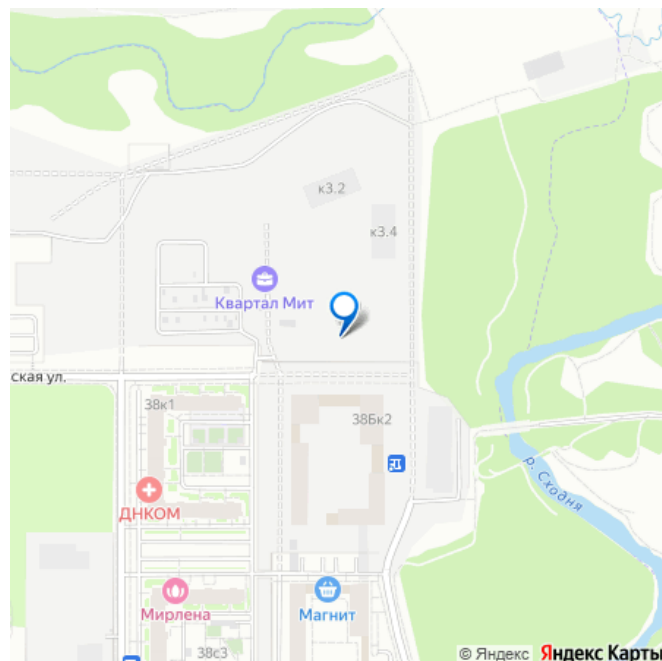 к3.2
к3.4
Квартал Мит
ская ул.
38к1
38Бк2
ДНКОМ
р. Сходня
Мирлена
Магнит
38с3
© Яндекс Яндекс Карты